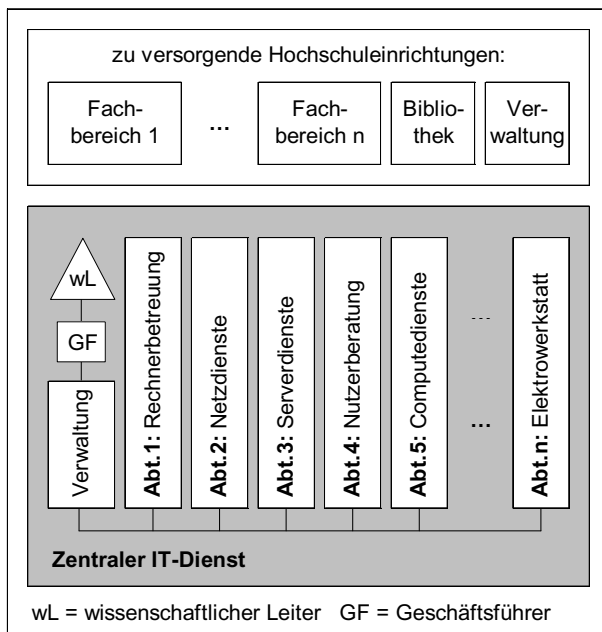 zu versorgende Hochschuleinrichtungen:
Fach-
bereich 1
...
Fach-
bereich n
Biblio-
thek
Ver-
waltung
wL
GF
Verwaltung
Abt.1: Rechnerbetreuung
Abt.2: Netzdienste
Abt.3: Serverdienste
Abt.4: Nutzerberatung
Abt.5: Computedienste
...
...
Abt.n: Elektrowerkstatt
Zentraler IT-Dienst
wL = wissenschaftlicher Leiter GF = Geschäftsführer